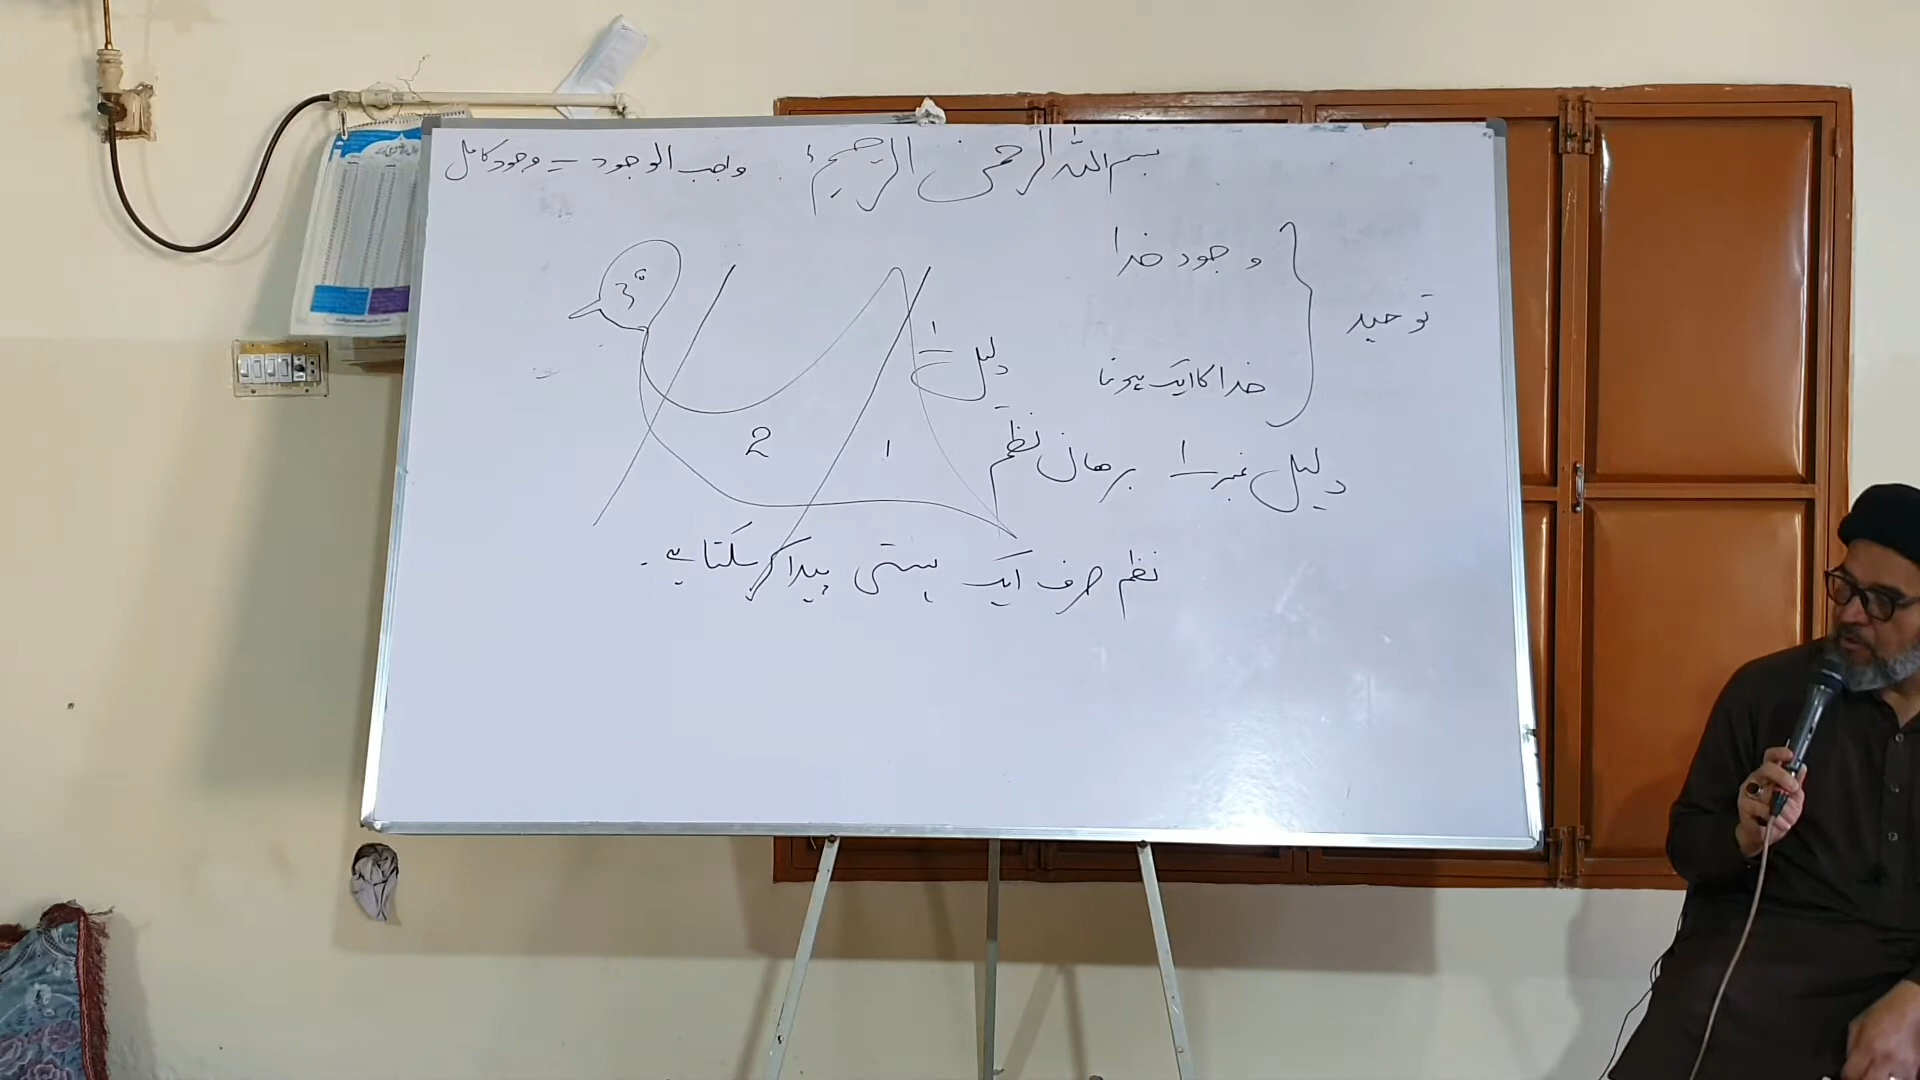 بسم اللہ الرحمن الرحیم
واجب الوجود = وجود کامل
توحید
وجود خدا
خدا کا ایک ہونا
دلیل ۱
دلیل نمبر ۱ برھان نظم
3
2
1
نظم صرف ایک ہستی پیدا کر سکتا ہے۔